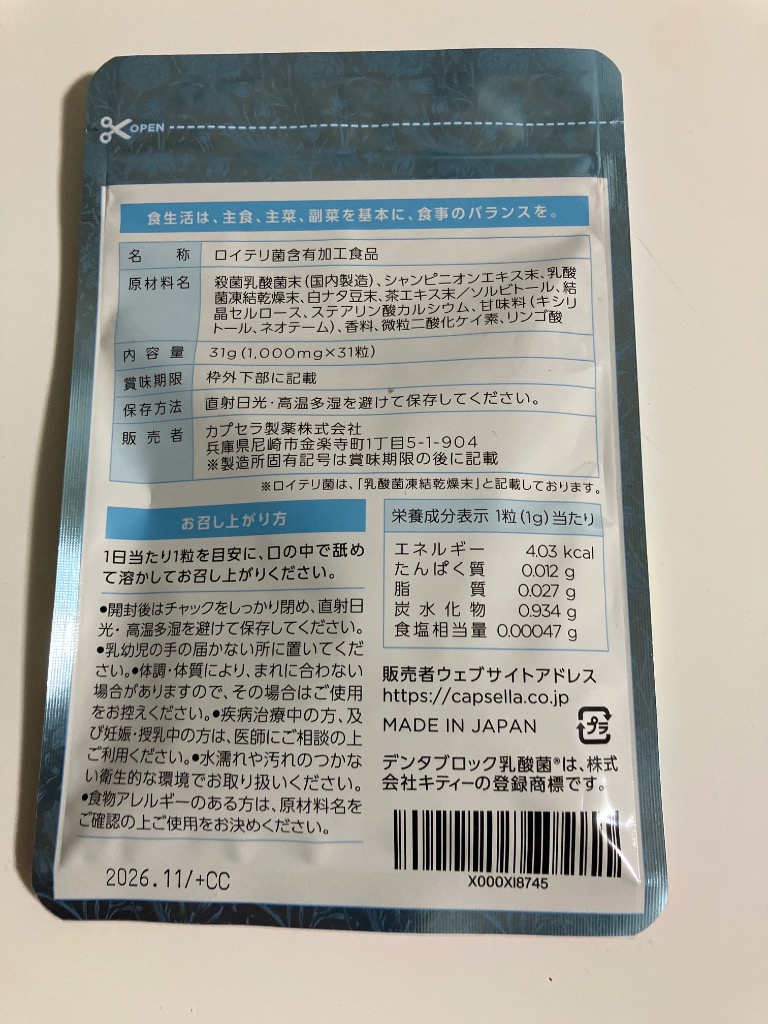 OPEN
食生活は、主食、主菜、副菜を基本に、食事のバランスを。
名 称 ロイテリ菌含有加工食品
原材料名 殺菌乳酸菌末(国内製造)、シャンピニオンエキス末、乳酸
菌凍結乾燥末、白ナタ豆末、茶エキス末/ソルビトール、結
晶セルロース、ステアリン酸カルシウム、甘味料(キシリ
トール、ネオテーム)、香料、微粒二酸化ケイ素、リンゴ酸
内容量 31g(1,000mg×31粒)
賞味期限 枠外下部に記載
保存方法 直射日光・高温多湿を避けて保存してください。
販売者 カプセラ製薬株式会社
兵庫県尼崎市金楽寺町1丁目5-1-904
※製造所固有記号は賞味期限の後に記載
※ロイテリ菌は、「乳酸菌凍結乾燥末」と記載しております。
お召し上がり方
1日当たり1粒を目安に、口の中で舐め
て溶かしてお召し上がりください。
●開封後はチャックをしっかり閉め、直射日
光・高温多湿を避けて保存してください。
●乳幼児の手の届かない所に置いてくだ
さい。●体調・体質により、まれに合わない
場合がありますので、その場合はご使用
をお控えください。●疾病治療中の方、及
び妊娠・授乳中の方は、医師にご相談の上
ご利用ください。●水濡れや汚れのつかな
い衛生的な環境でお取り扱いください。
●食物アレルギーのある方は、原材料名を
ご確認の上ご使用をお決めください。
2026.11/+CC
栄養成分表示 1粒(1g)当たり
エネルギー 4.03 kcal
たんぱく質 0.012 g
脂 質 0.027 g
炭水化物 0.934 g
食塩相当量 0.00047 g
販売者ウェブサイトアドレス
https://capsella.co.jp
MADE IN JAPAN
プラ
デンタブロック乳酸菌®は、株式
会社キティーの登録商標です。
X000XI8745